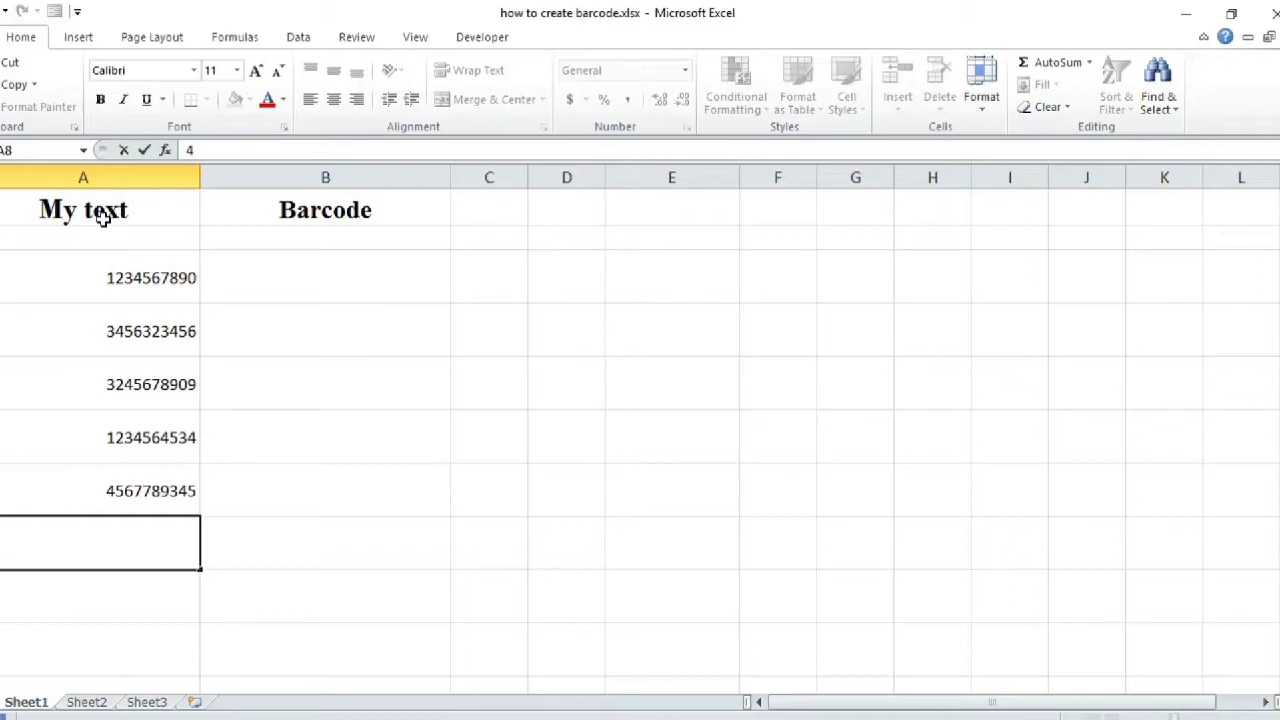 how to create barcode.xlsx - Microsoft Excel
Home Insert Page Layout Formulas Data Review View Developer
Cut
Copy
Format Painter
oard
Calibri 11 A A
B I U A
Font
Wrap Text
Merge & Center
Alignment
General
$ % ,
Number
Conditional Formatting
Format as Table
Cell Styles
Styles
Insert Delete Format
Cells
Σ AutoSum
Fill
Clear
Sort & Filter
Find & Select
Editing
A8 fx 4
A B C D E F G H I J K L
My text Barcode
1234567890
3456323456
3245678909
1234564534
4567789345
Sheet1 Sheet2 Sheet3